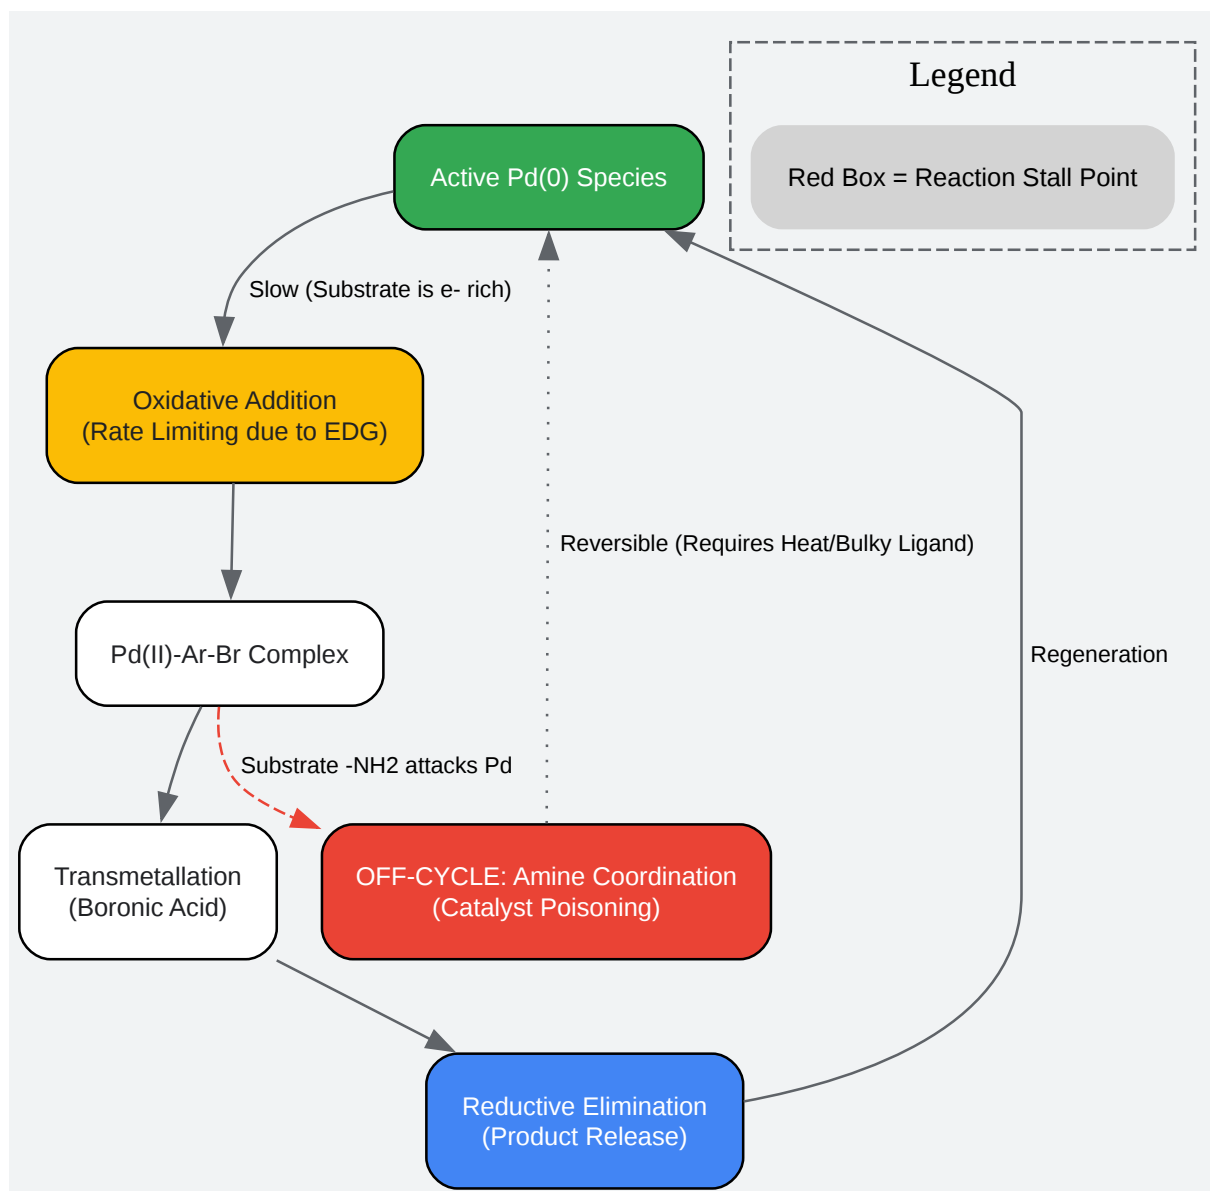 Legend
Red Box = Reaction Stall Point
Active Pd(0) Species
Slow (Substrate is e- rich)
Oxidative Addition
(Rate Limiting due to EDG)
Reversible (Requires Heat/Bulky Ligand)
Pd(II)-Ar-Br Complex
Regeneration
Substrate -NH2 attacks Pd
Transmetallation
(Boronic Acid)
OFF-CYCLE: Amine Coordination
(Catalyst Poisoning)
Reductive Elimination
(Product Release)